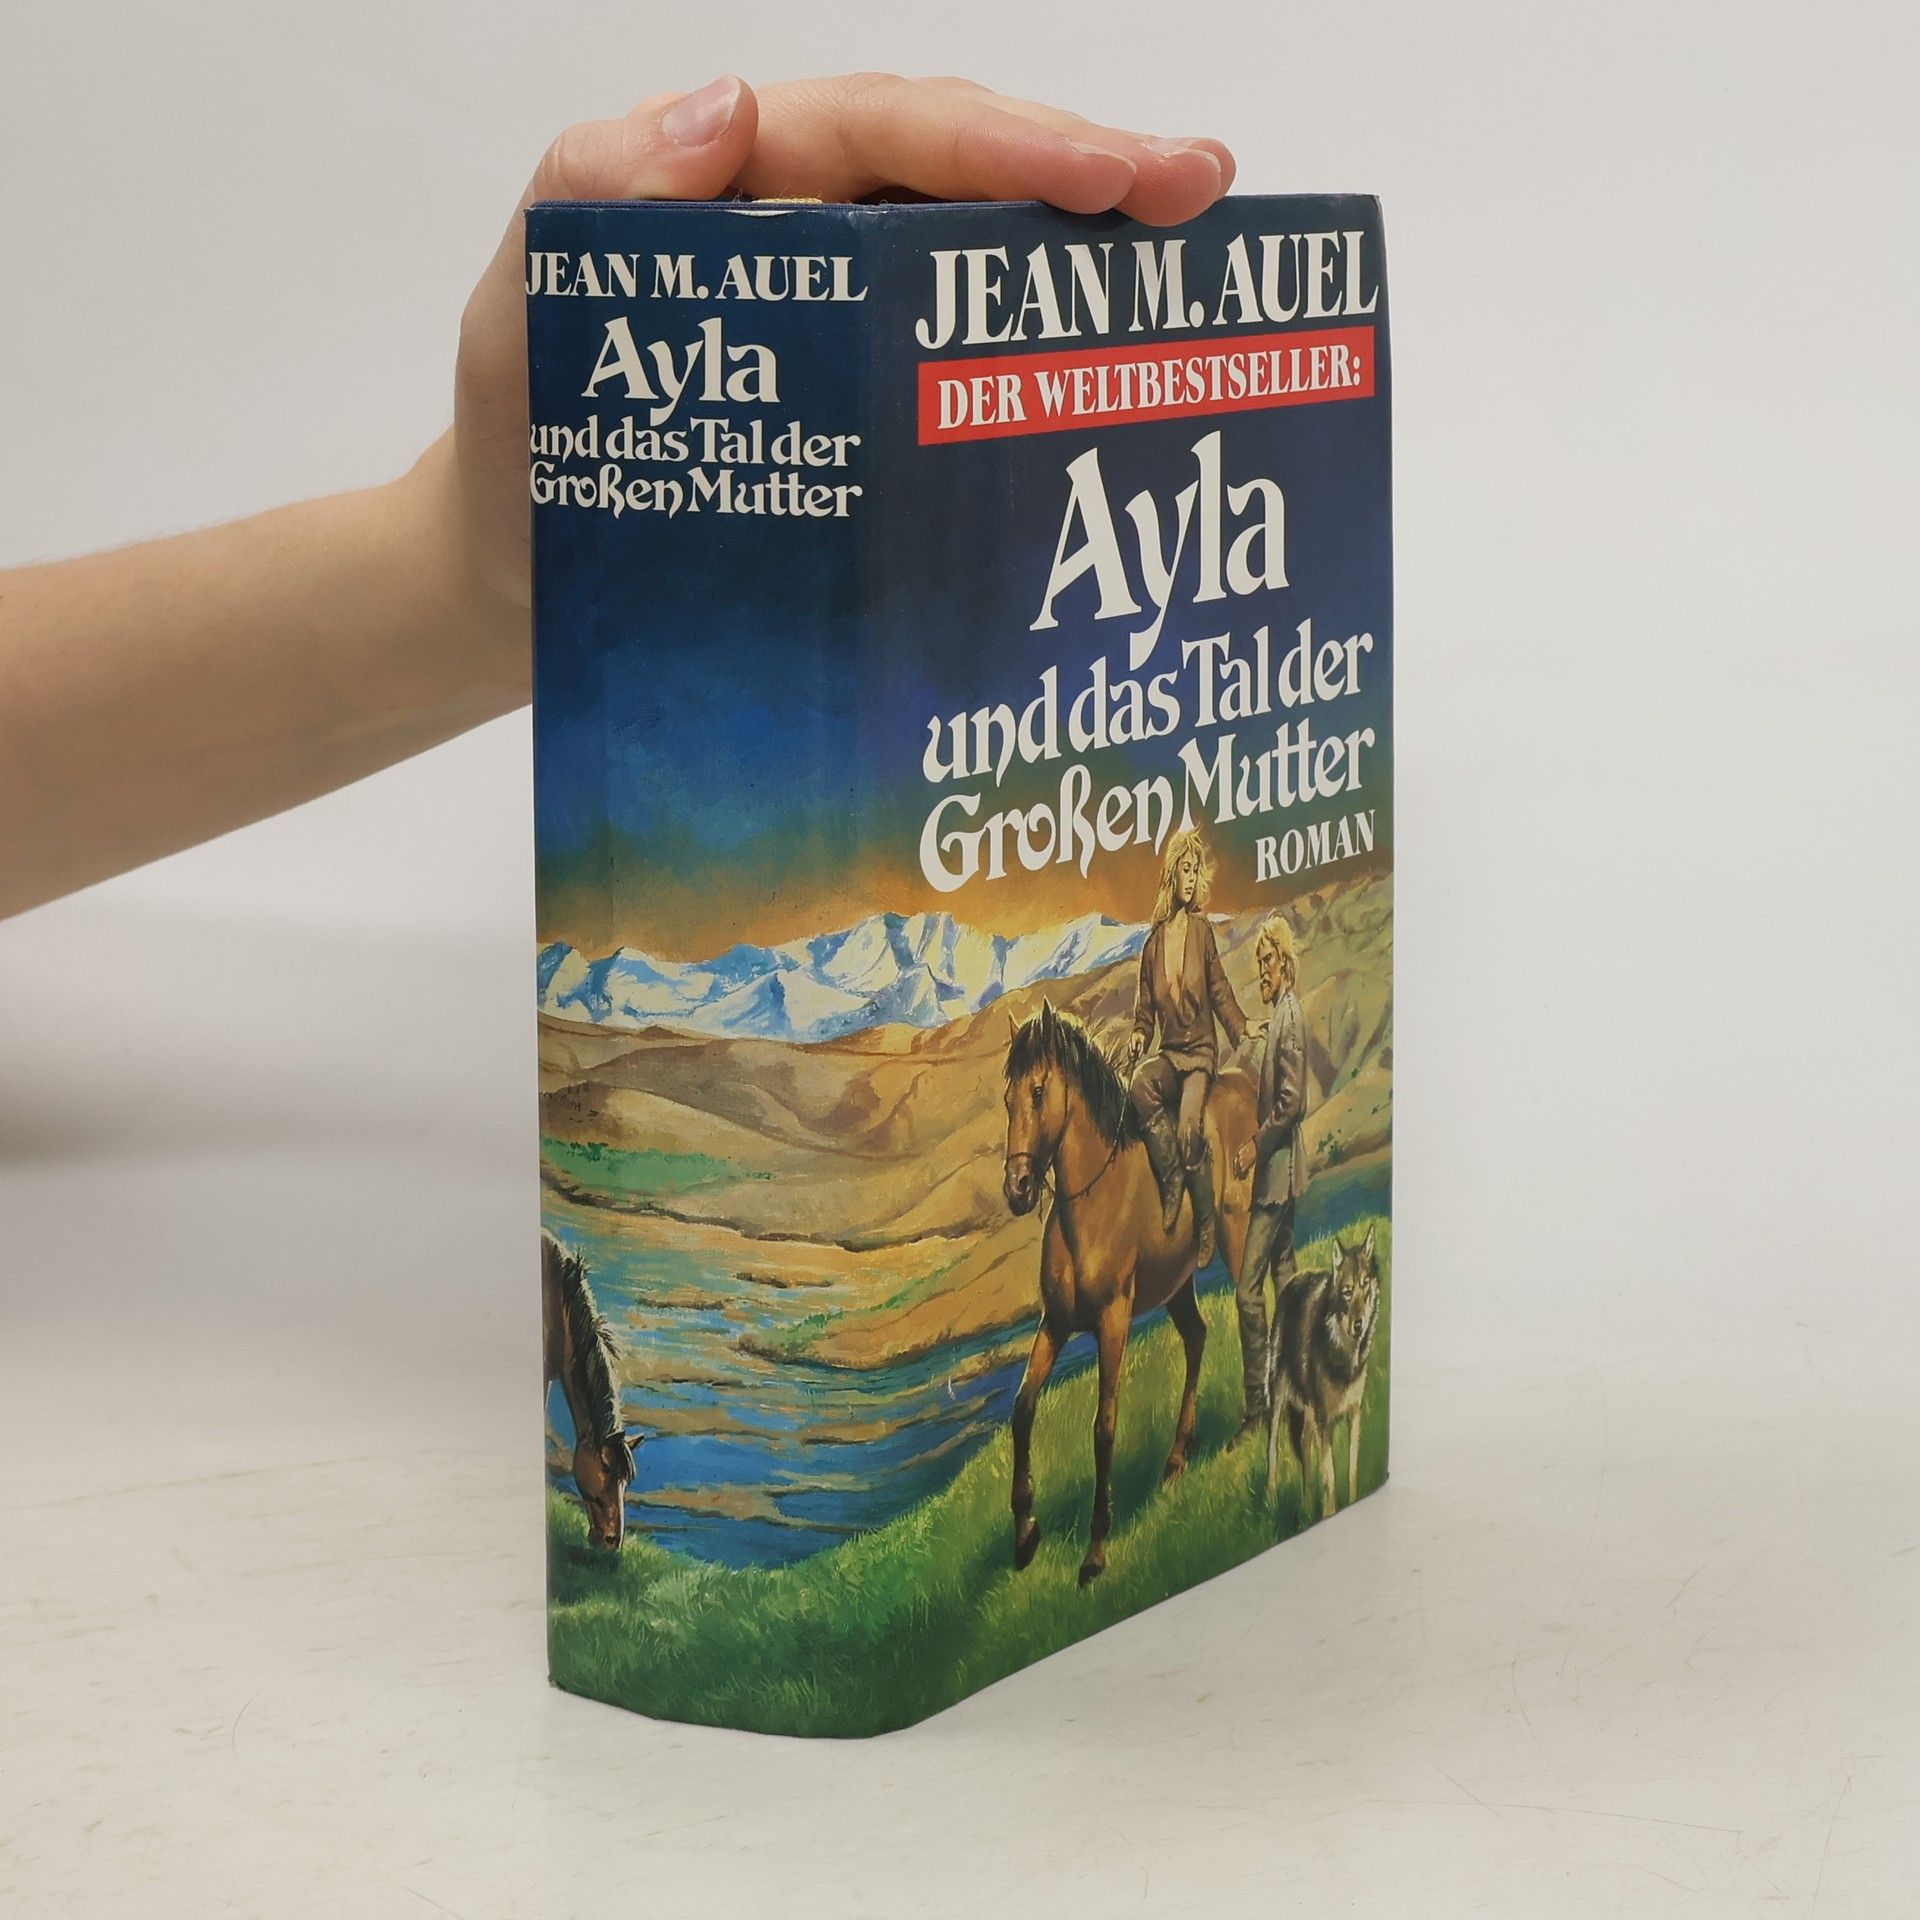 JEAN M. AUEL
Ayla
und das Tal der
Großen Mutter
JEAN M. AUEL
DER WELTBESTSELLER:
Ayla
und das Tal der
Großen Mutter
ROMAN